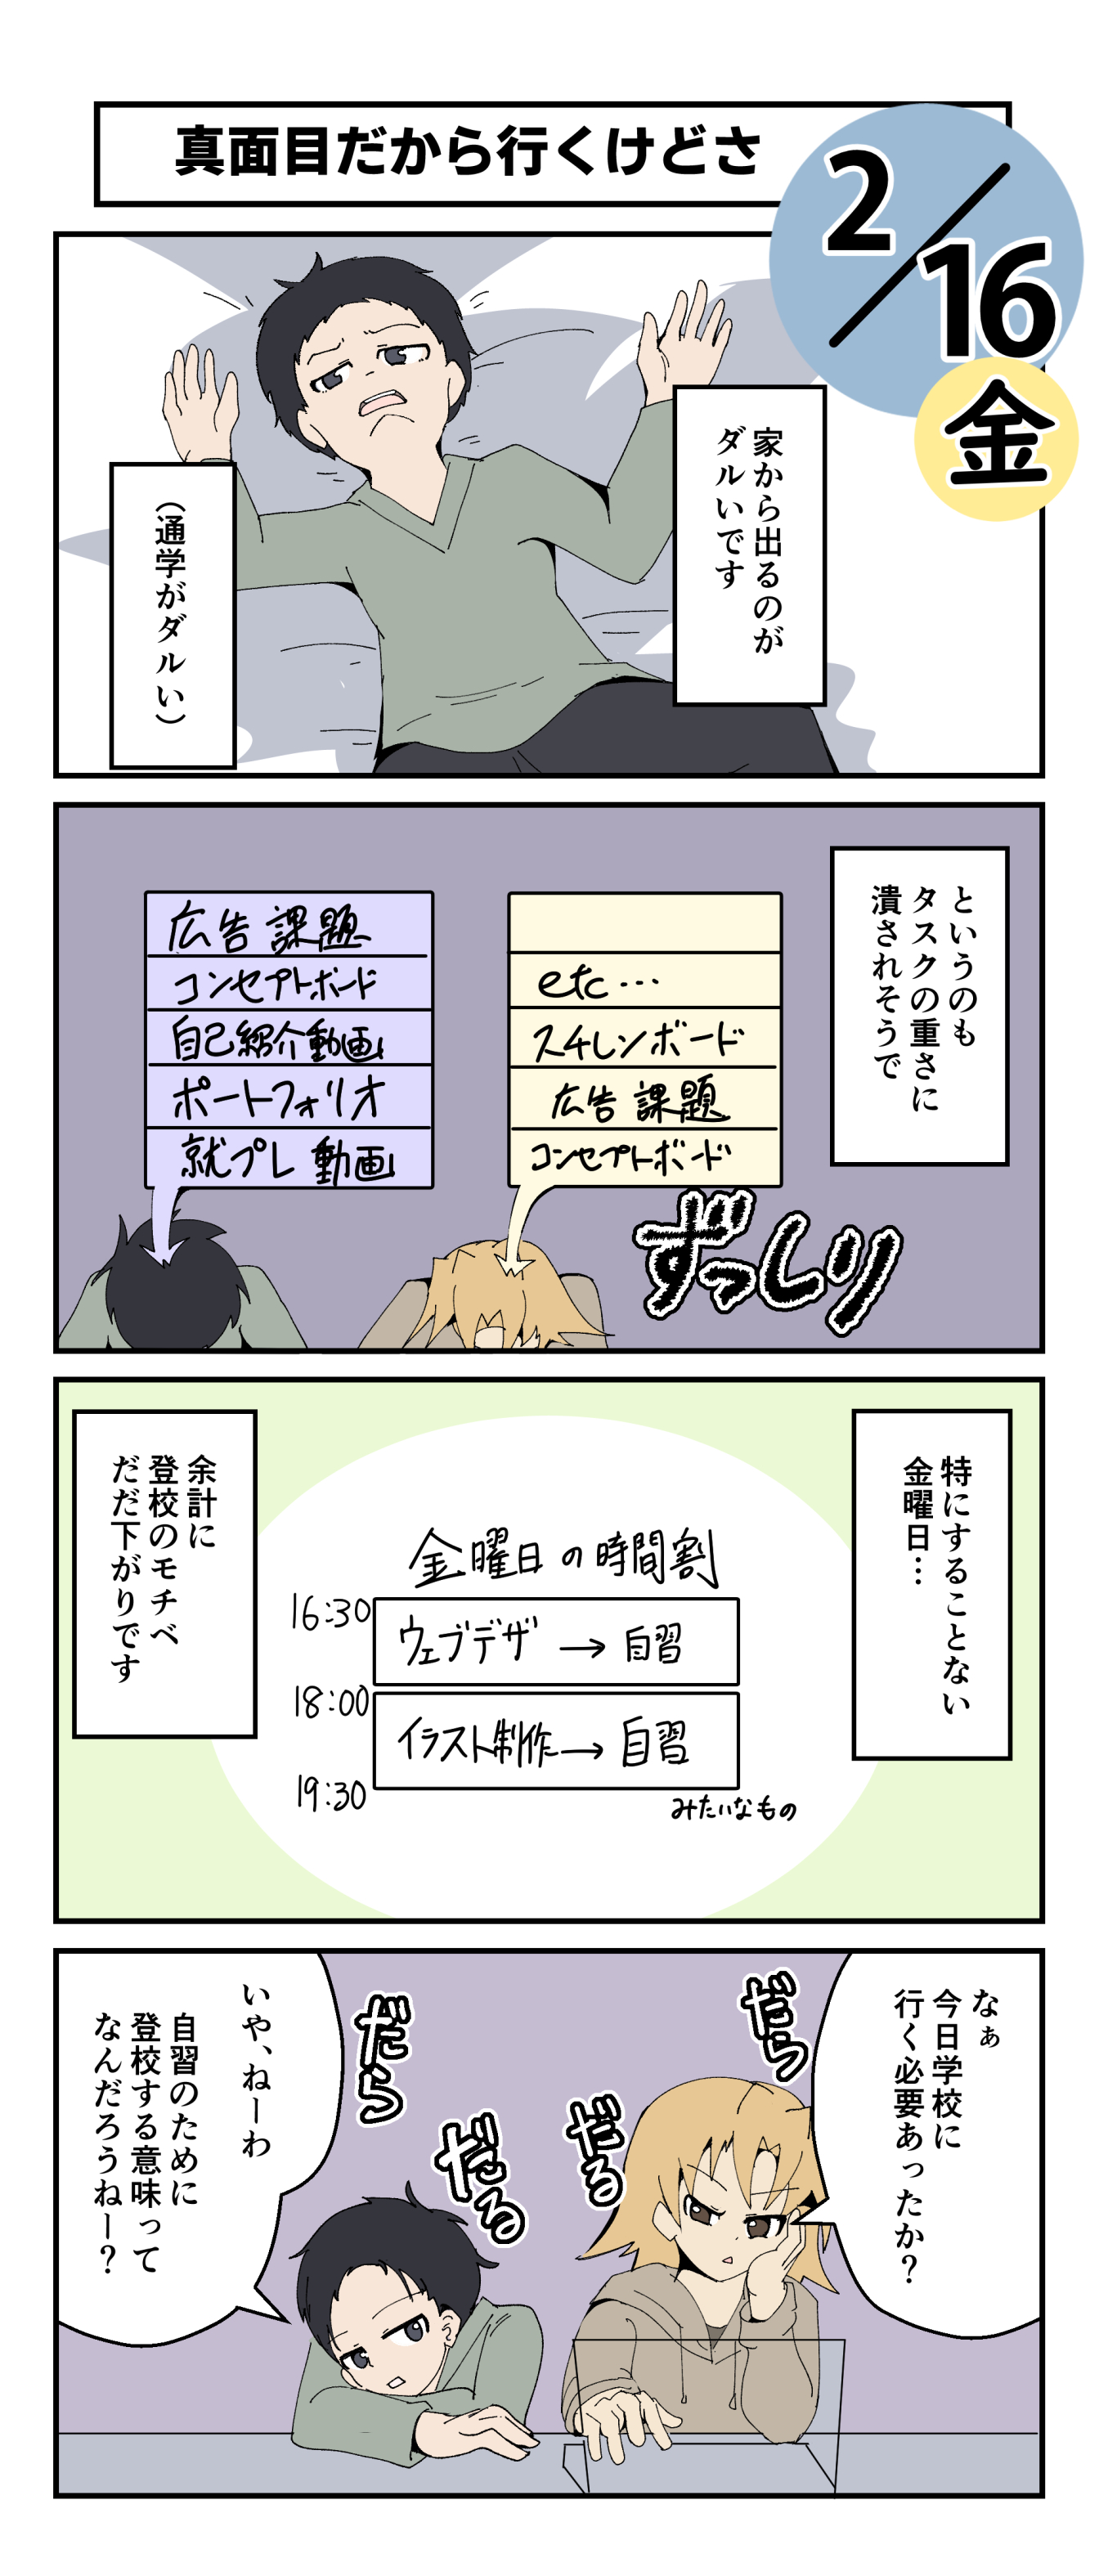 真面目だから行くけどさ
2/16
金
家から出るのが
ダルいです
（通学がダルい）
というのも
タスクの重さに
潰されそうで
etc…
スチレンボード
広告課題
コンセプトボード
広告課題
コンセプトボード
自己紹介動画
ポートフォリオ
就プレ動画
ずっしり
特にすることない
金曜日…
金曜日の時間割
16:30
ウェブデザ→自習
18:00
イラスト制作→自習
19:30
みたいなもの
余計に
登校のモチベ
だだ下がりです
なぁ
今日学校に
行く必要あったか？
だら
だる
だら
だる
いや、ねーわ
自習のために
登校する意味って
なんだろうねー？